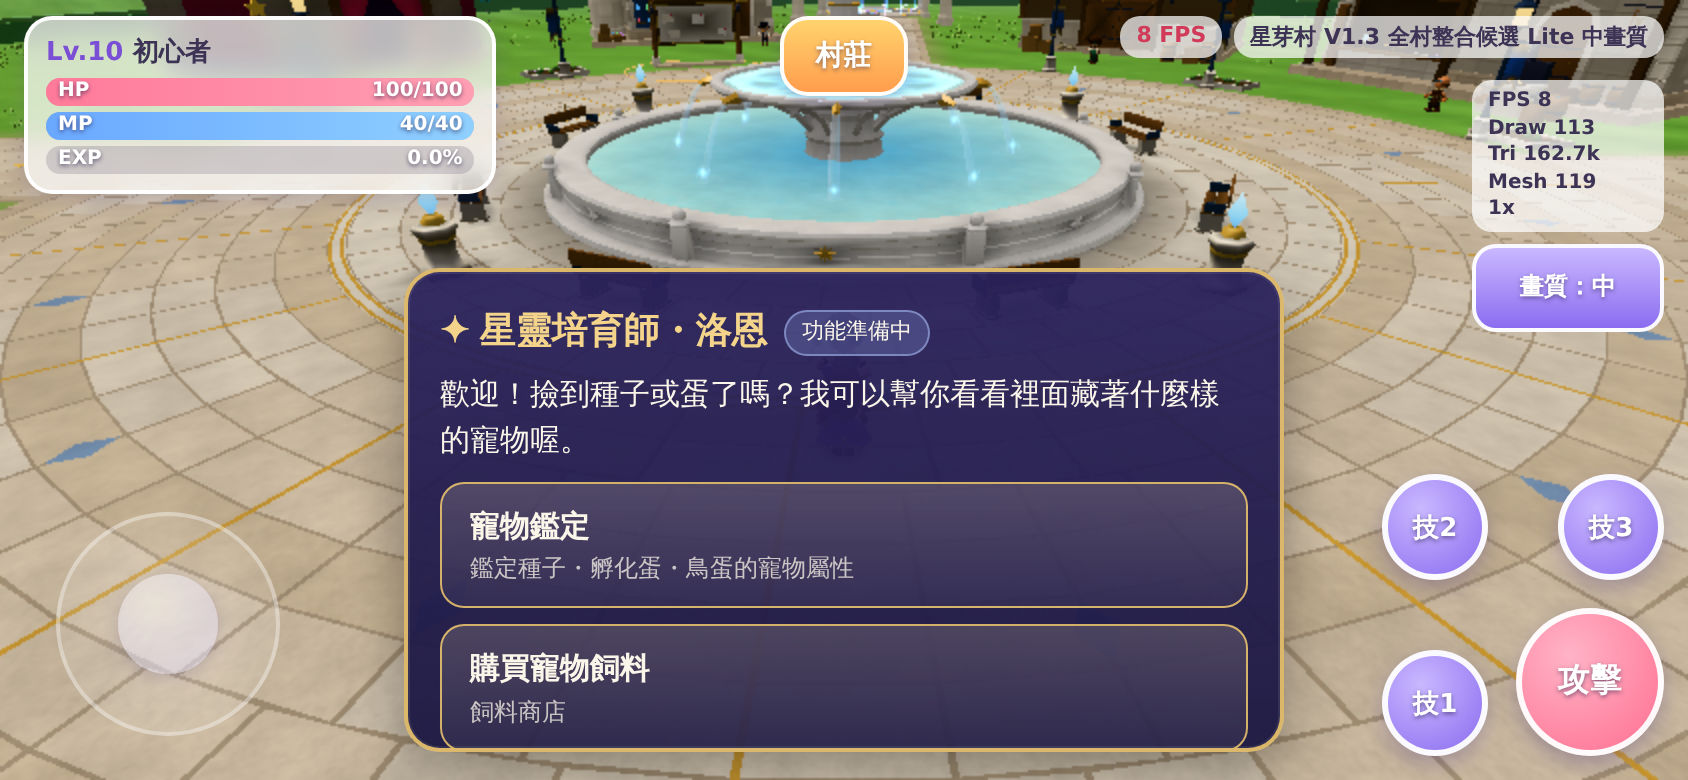 Lv.10 初心者
HP 100/100
MP 40/40
EXP 0.0%
村莊
8 FPS
星芽村 V1.3 全村整合候選 Lite 中畫質
FPS 8
Draw 113
Tri 162.7k
Mesh 119
1x
畫質：中
✦ 星靈培育師・洛恩 功能準備中
歡迎！撿到種子或蛋了嗎？我可以幫你看看裡面藏著什麼樣
的寵物喔。
寵物鑑定
鑑定種子・孵化蛋・鳥蛋的寵物屬性
購買寵物飼料
飼料商店
技2
技3
技1
攻擊